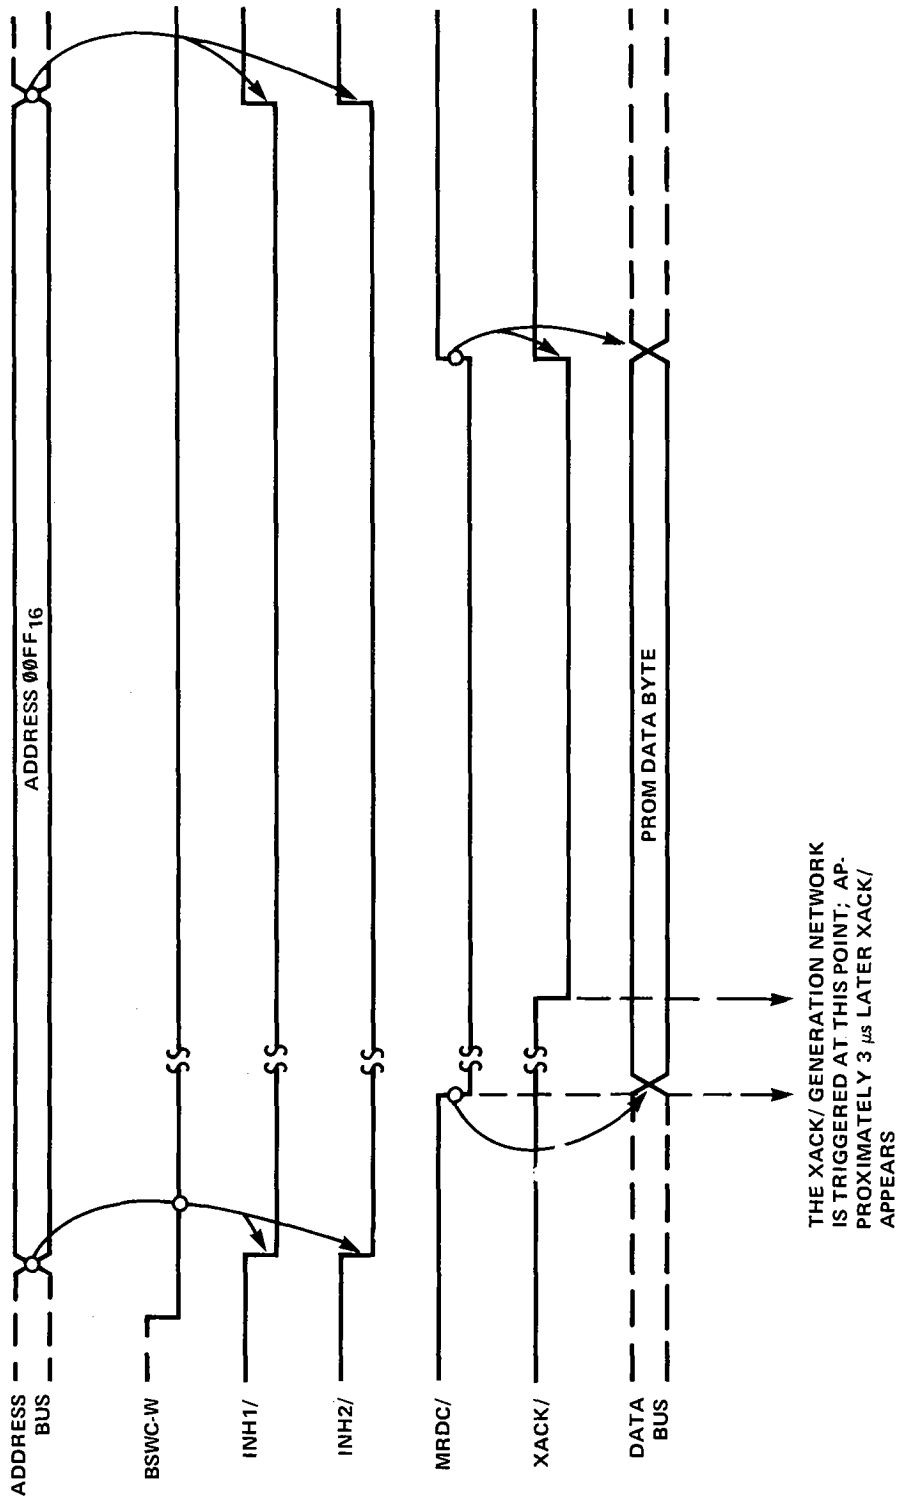 ADDRESS
BUS
ADDRESS ØØFF16
BSWC-W
INH1/
INH2/
MRDC/
XACK/
DATA
BUS
PROM DATA BYTE
THE XACK/ GENERATION NETWORK
IS TRIGGERED AT THIS POINT; AP-
PROXIMATELY 3 µs LATER XACK/
APPEARS